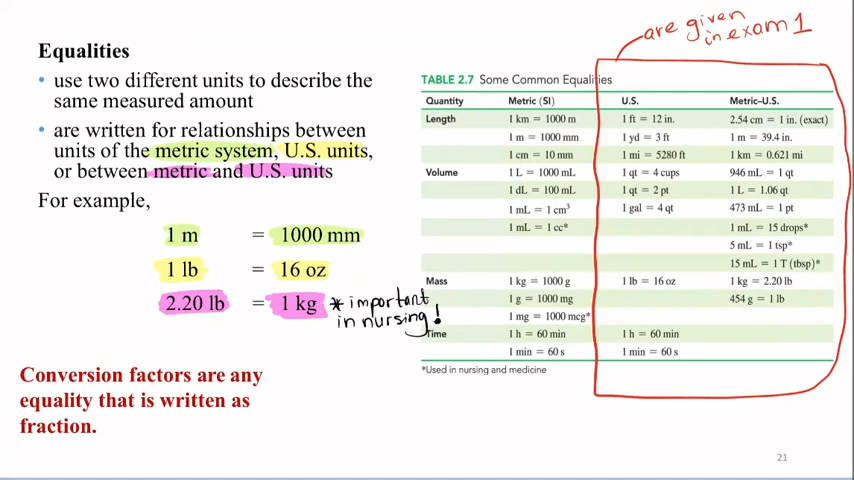 are given
in exam 1
Equalities
• use two different units to describe the
same measured amount
• are written for relationships between
units of the metric system, U.S. units,
or between metric and U.S. units
For example,
1 m = 1000 mm
1 lb = 16 oz
2.20 lb = 1 kg * important
in nursing!
Conversion factors are any
equality that is written as
fraction.
TABLE 2.7 Some Common Equalities
Quantity Metric (SI) U.S. Metric–U.S.
Length 1 km = 1000 m 1 ft = 12 in. 2.54 cm = 1 in. (exact)
1 m = 1000 mm 1 yd = 3 ft 1 m = 39.4 in.
1 cm = 10 mm 1 mi = 5280 ft 1 km = 0.621 mi
Volume 1 L = 1000 mL 1 qt = 4 cups 946 mL = 1 qt
1 dL = 100 mL 1 qt = 2 pt 1 L = 1.06 qt
1 mL = 1 cm³ 1 gal = 4 qt 473 mL = 1 pt
1 mL = 1 cc* 1 mL = 15 drops*
5 mL = 1 tsp*
15 mL = 1 T (tbsp)*
Mass 1 kg = 1000 g 1 lb = 16 oz 1 kg = 2.20 lb
1 g = 1000 mg 454 g = 1 lb
1 mg = 1000 mcg*
Time 1 h = 60 min 1 h = 60 min
1 min = 60 s 1 min = 60 s
*Used in nursing and medicine
21